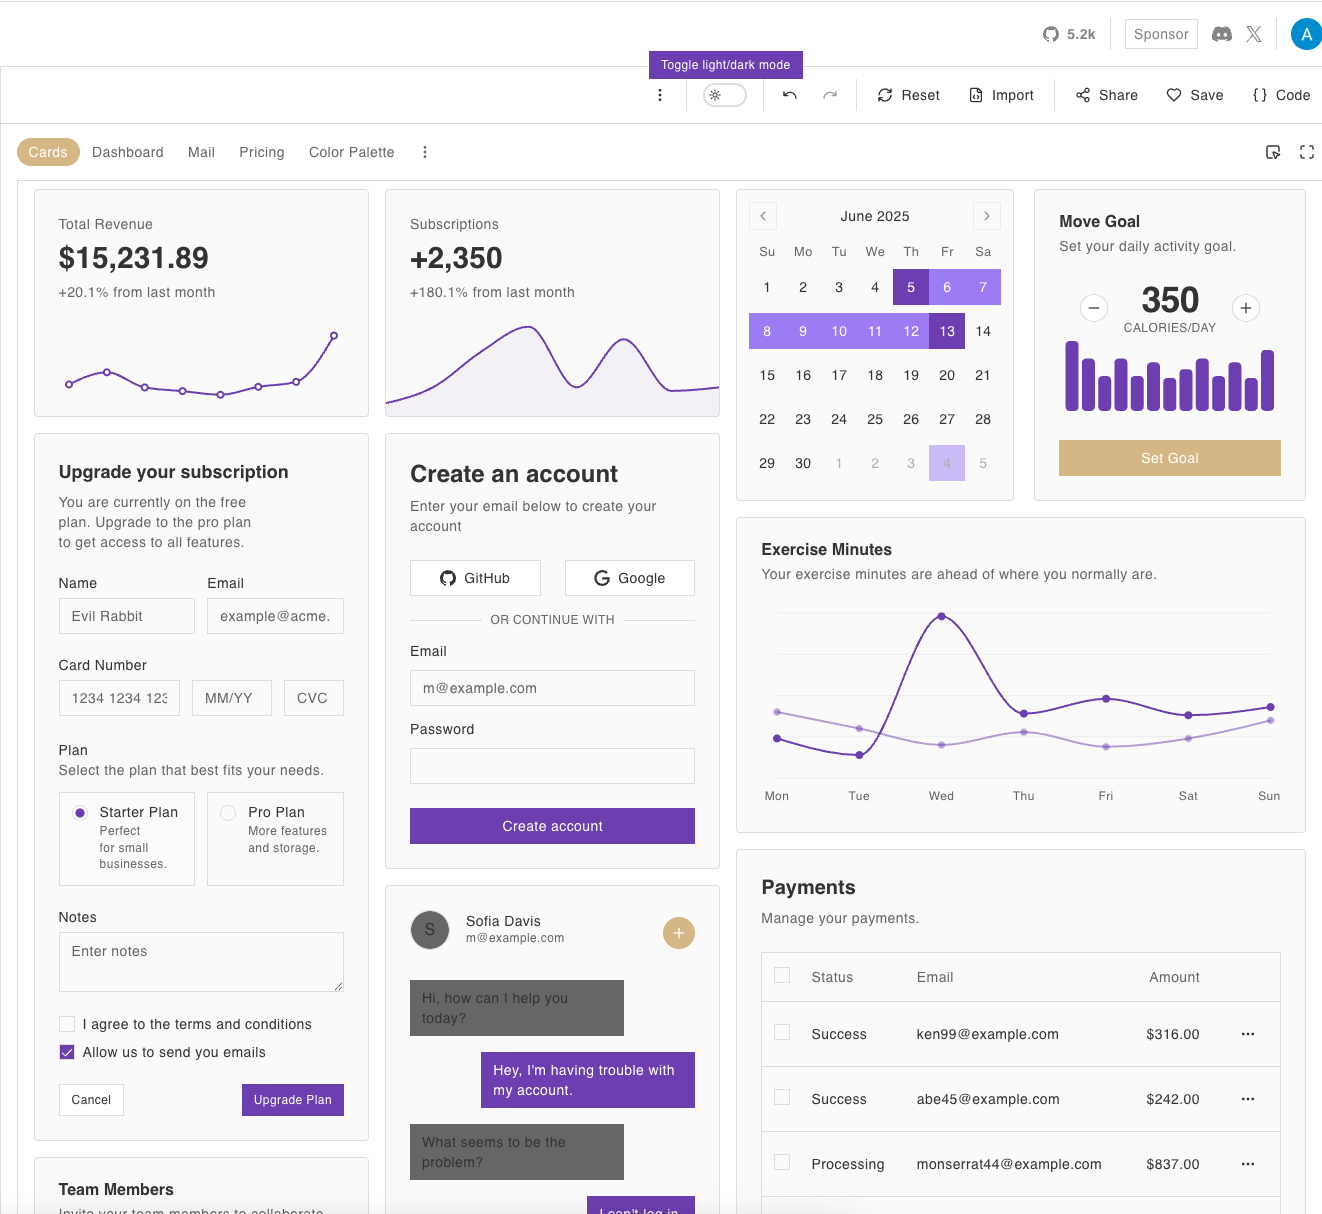 5.2k
Sponsor
A
Toggle light/dark mode
Reset
Import
Share
Save
Code
Cards
Dashboard
Mail
Pricing
Color Palette
Total Revenue
$15,231.89
+20.1% from last month
Subscriptions
+2,350
+180.1% from last month
June 2025
Su Mo Tu We Th Fr Sa
1 2 3 4 5 6 7
8 9 10 11 12 13 14
15 16 17 18 19 20 21
22 23 24 25 26 27 28
29 30 1 2 3 4 5
Move Goal
Set your daily activity goal.
350
CALORIES/DAY
Set Goal
Upgrade your subscription
You are currently on the free
plan. Upgrade to the pro plan
to get access to all features.
Name
Email
Evil Rabbit
example@acme.
Card Number
1234 1234 123
MM/YY
CVC
Plan
Select the plan that best fits your needs.
Starter Plan
Perfect
for small
businesses.
Pro Plan
More features
and storage.
Notes
Enter notes
I agree to the terms and conditions
Allow us to send you emails
Cancel
Upgrade Plan
Team Members
Invite your team members to collaborate
Create an account
Enter your email below to create your
account
GitHub
Google
OR CONTINUE WITH
Email
m@example.com
Password
Create account
S
Sofia Davis
m@example.com
Hi, how can I help you
today?
Hey, I'm having trouble with
my account.
What seems to be the
problem?
I can't log in.
Exercise Minutes
Your exercise minutes are ahead of where you normally are.
Mon Tue Wed Thu Fri Sat Sun
Payments
Manage your payments.
Status Email Amount
Success ken99@example.com $316.00
Success abe45@example.com $242.00
Processing monserrat44@example.com $837.00